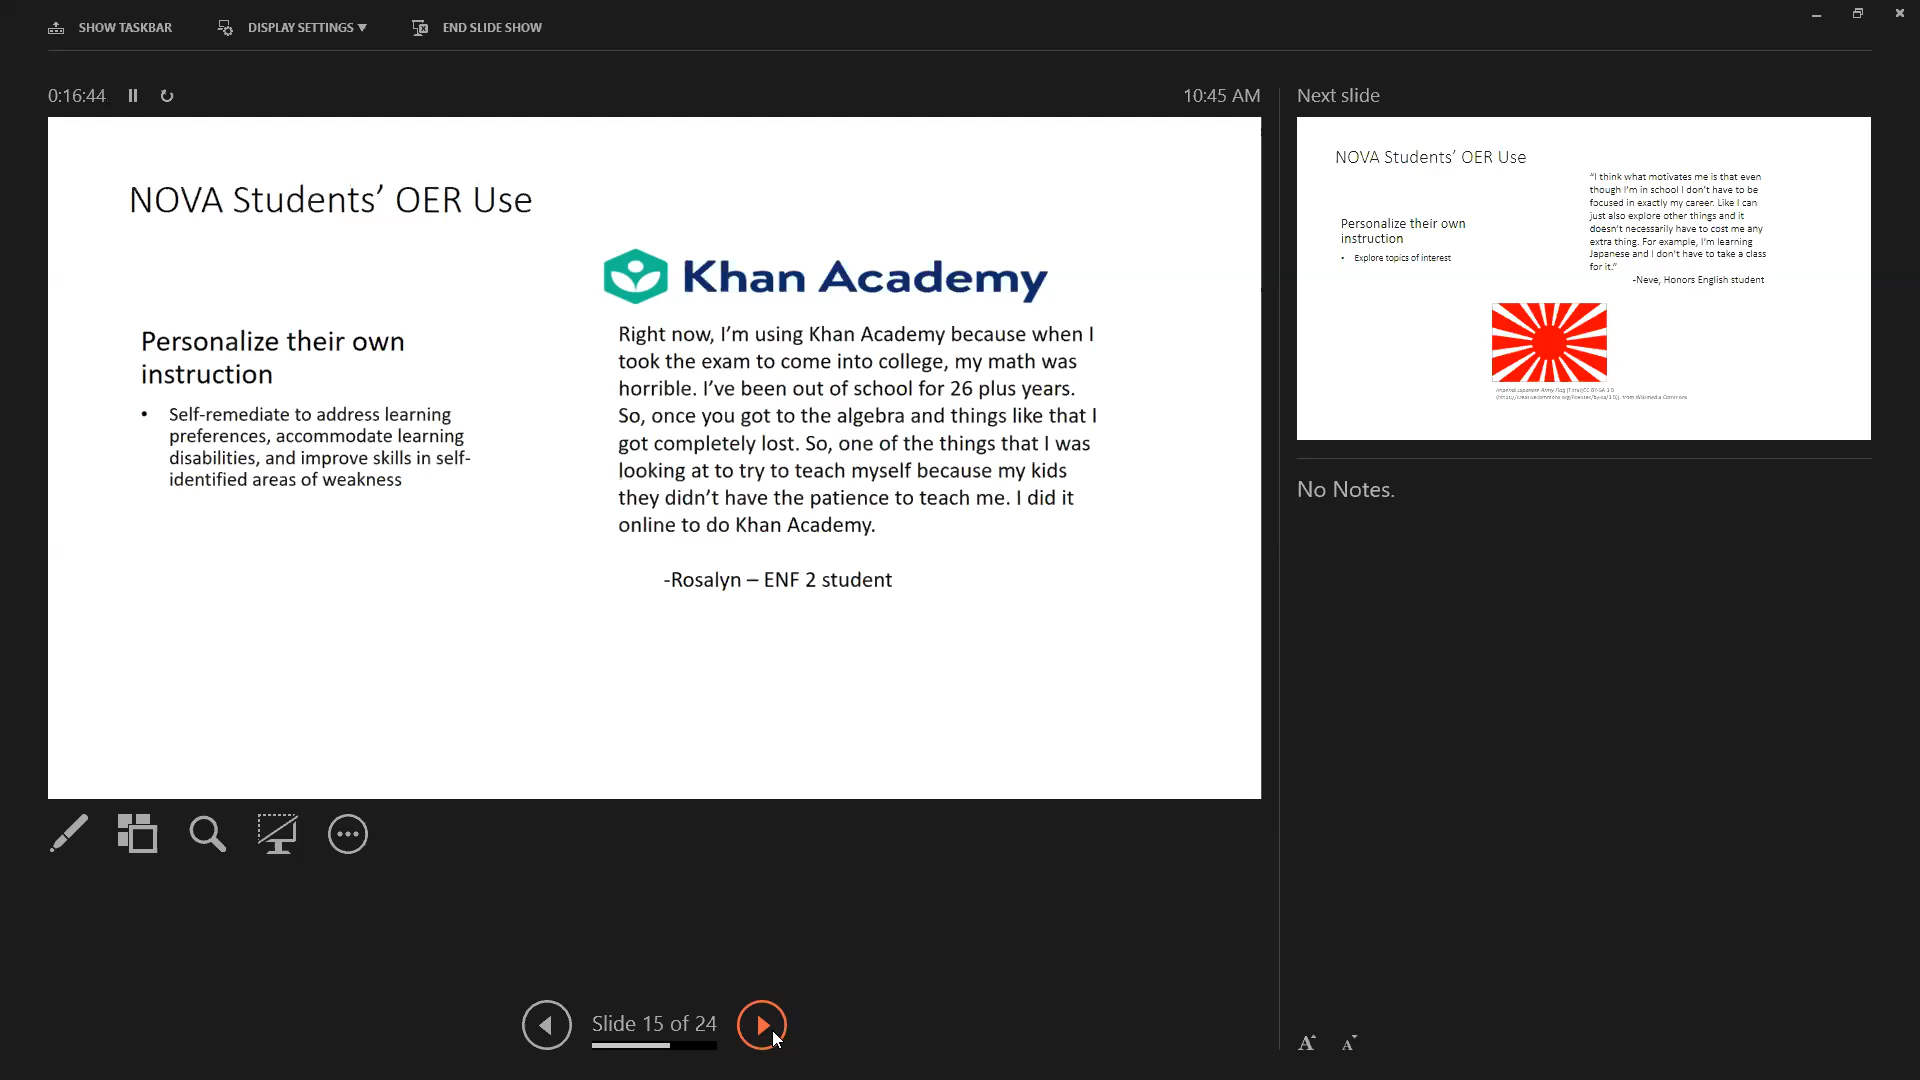 SHOW TASKBAR
DISPLAY SETTINGS ▼
END SLIDE SHOW
0:16:44
10:45 AM
Next slide
NOVA Students’ OER Use
Khan Academy
Personalize their own
instruction
• Self-remediate to address learning
preferences, accommodate learning
disabilities, and improve skills in self-
identified areas of weakness
Right now, I’m using Khan Academy because when I
took the exam to come into college, my math was
horrible. I’ve been out of school for 26 plus years.
So, once you got to the algebra and things like that I
got completely lost. So, one of the things that I was
looking at to try to teach myself because my kids
they didn’t have the patience to teach me. I did it
online to do Khan Academy.
-Rosalyn – ENF 2 student
NOVA Students’ OER Use
Personalize their own
instruction
• Explore topics of interest
“I think what motivates me is that even
though I’m in school I don’t have to be
focused in exactly my career. Like I can
just also explore other things and it
doesn’t necessarily have to cost me any
extra thing. For example, I’m learning
Japanese and I don’t have to take a class
for it.”
-Neve, Honors English student
Imperial Japanese Army Flag
from Wikimedia Commons
No Notes.
Slide 15 of 24
A A